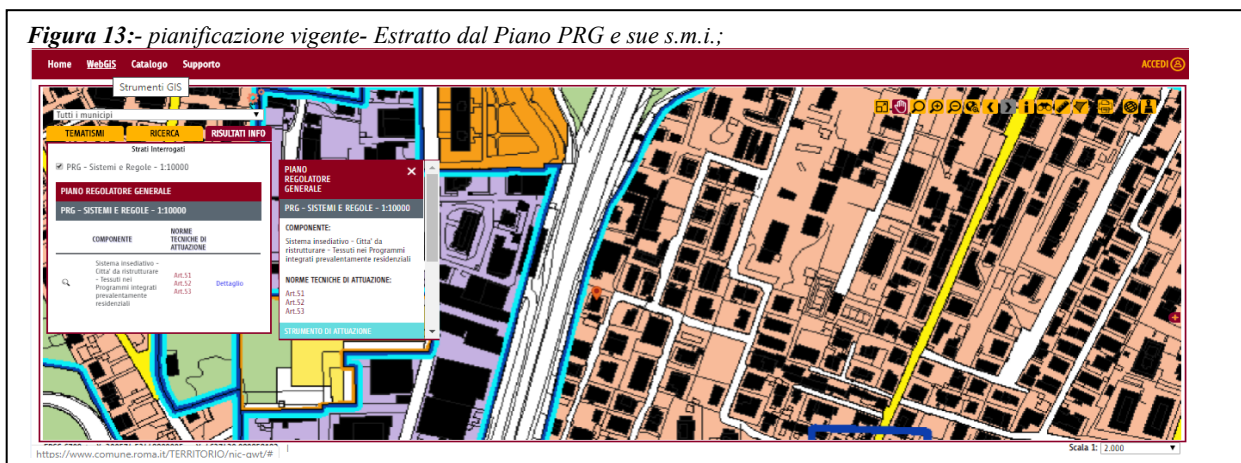 Figura 13:- pianificazione vigente- Estratto dal Piano PRG e sue s.m.i.;
Home WebGIS Catalogo Supporto ACCEDI
Strumenti GIS
Tutti i municipi
TEMATISMI RICERCA RISULTATI INFO
Strati Interrogati
PRG - Sistemi e Regole - 1:10000
PIANO REGOLATORE GENERALE
PRG - SISTEMI E REGOLE - 1:10000
COMPONENTE NORME TECNICHE DI ATTUAZIONE
Sistema insediativo -
Citta' da ristrutturare
- Tessuti nei
Programmi integrati
prevalentemente
residenziali
Art.51
Art.52
Art.53
Dettaglio
PIANO
REGOLATORE
GENERALE
PRG - SISTEMI E REGOLE - 1:10000
COMPONENTE:
Sistema insediativo - Citta' da
ristrutturare - Tessuti nei Programmi
integrati prevalentemente residenziali
NORME TECNICHE DI ATTUAZIONE:
Art.51
Art.52
Art.53
STRUMENTO DI ATTUAZIONE
https://www.comune.roma.it/TERRITORIO/nic-gwt/#
Scala 1: 2.000